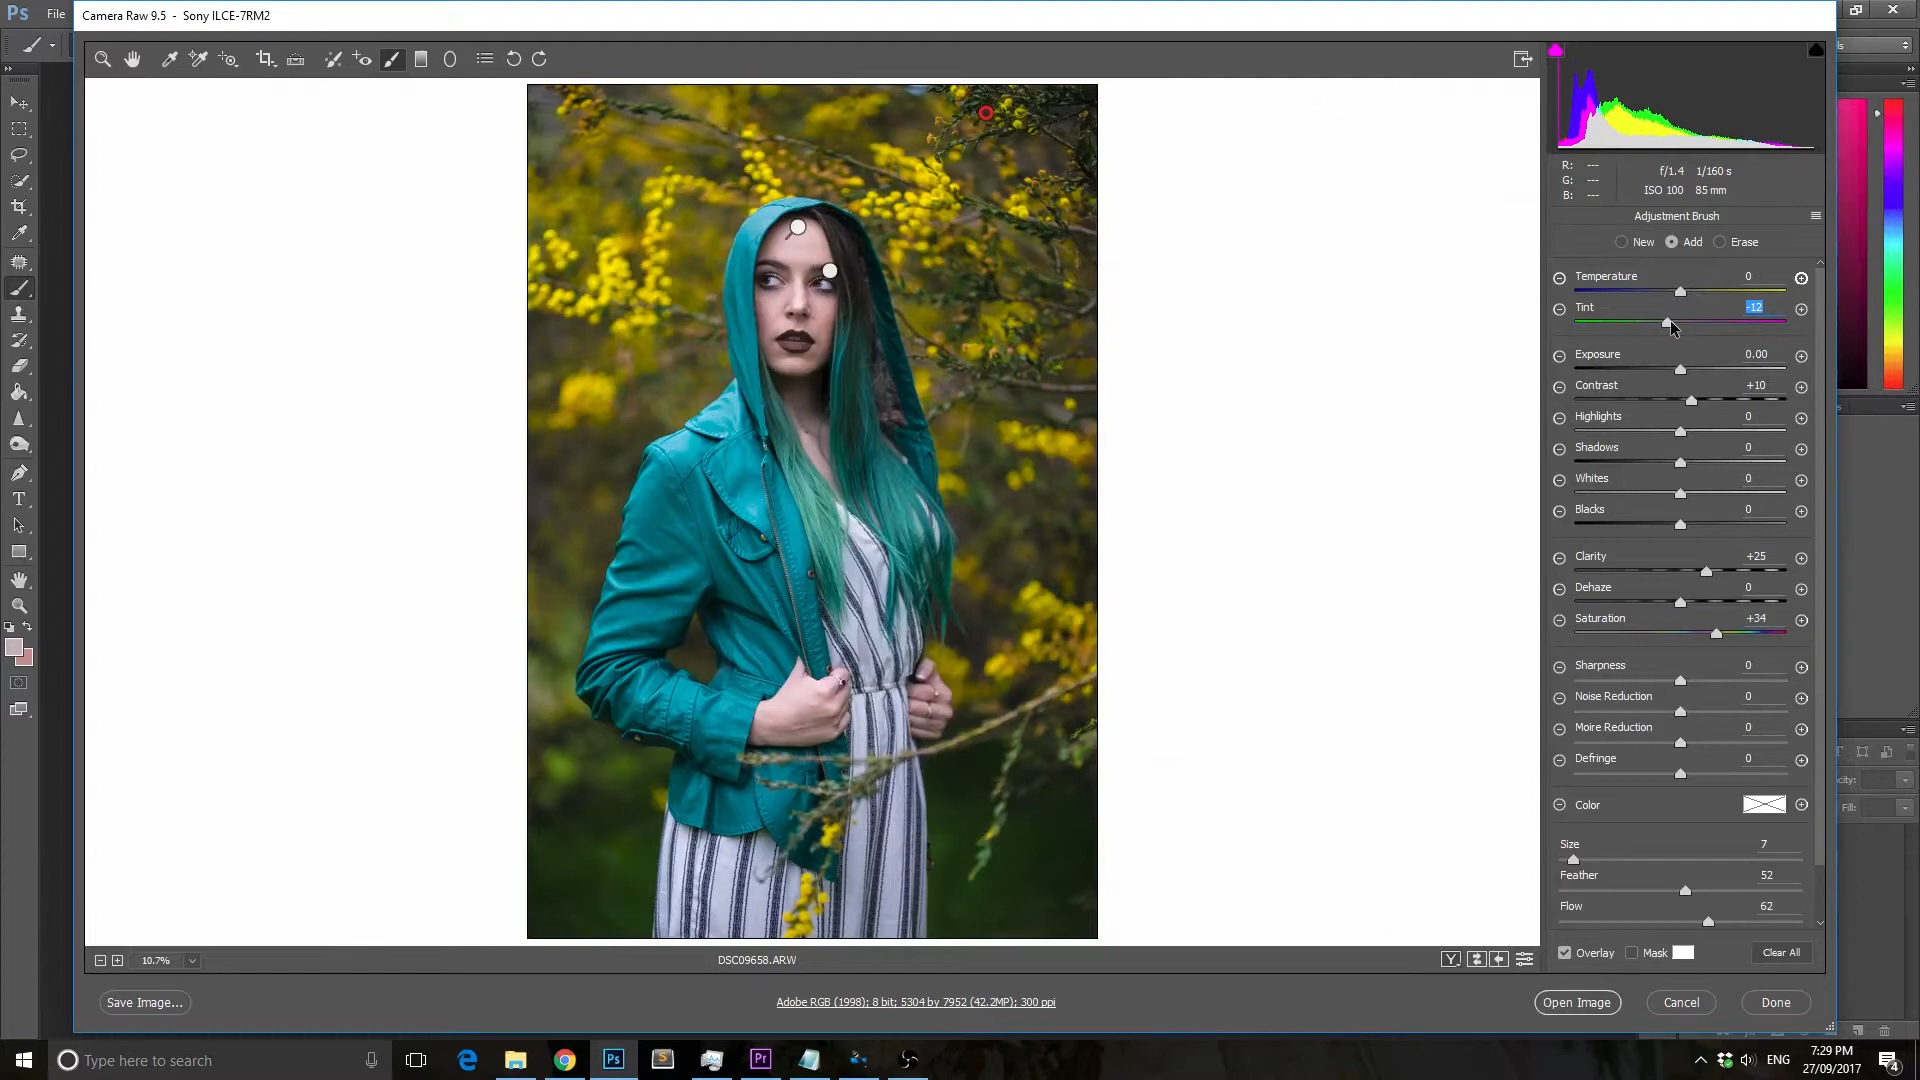 Camera Raw 9.5 - Sony ILCE-7RM2
Ps File
R: ---
G: ---
B: ---
f/1.4 1/160 s
ISO 100 85 mm
Adjustment Brush
New Add Erase
Temperature 0
Tint -12
Exposure 0.00
Contrast +10
Highlights 0
Shadows 0
Whites 0
Blacks 0
Clarity +25
Dehaze 0
Saturation +34
Sharpness 0
Noise Reduction 0
Moire Reduction 0
Defringe 0
Color
Size 7
Feather 52
Flow 62
Fill:
Overlay Mask Clear All
10.7% DSC09658.ARW Y
Save Image... Adobe RGB (1998); 8 bit; 5304 by 7952 (42.2MP); 300 ppi Open Image Cancel Done
Type here to search Ps S Pr ENG
7:29 PM
27/09/2017
4